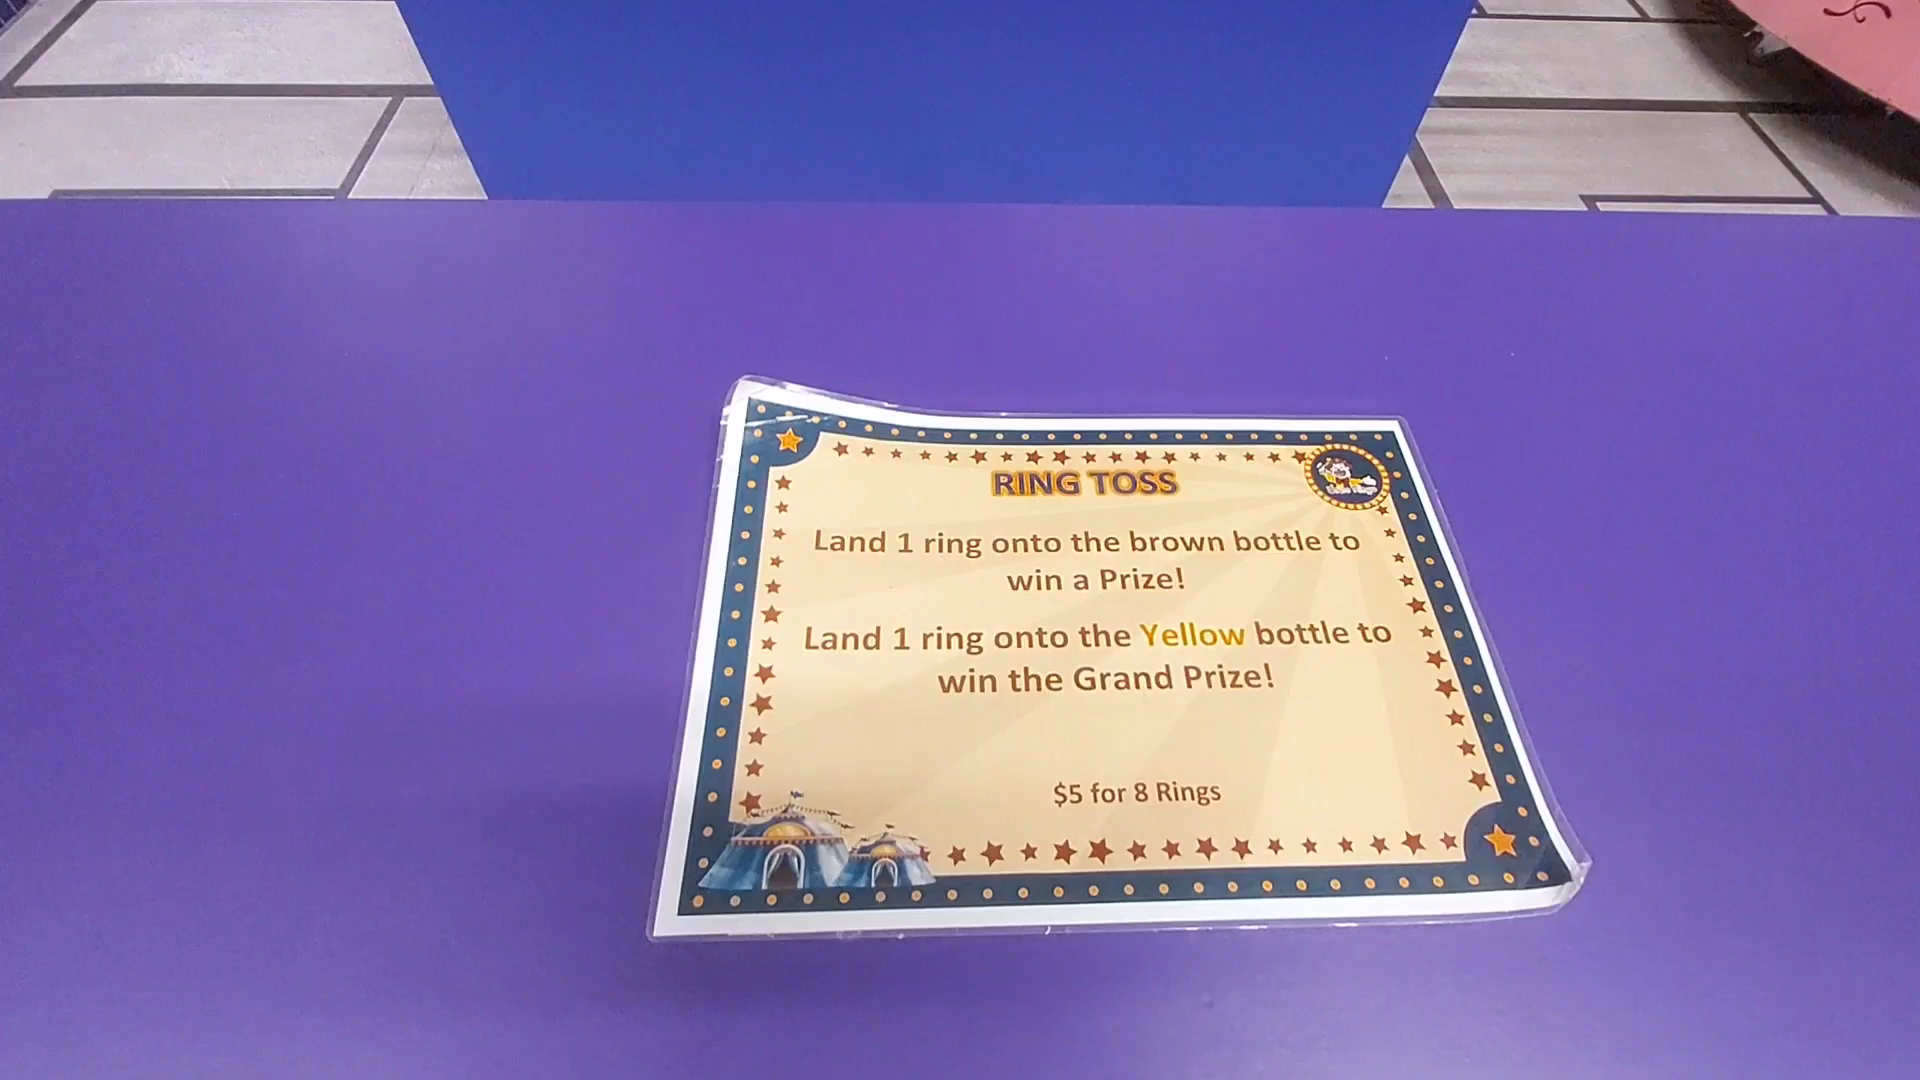 RING TOSS
Land 1 ring onto the brown bottle to
win a Prize!
Land 1 ring onto the Yellow bottle to
win the Grand Prize!
$5 for 8 Rings